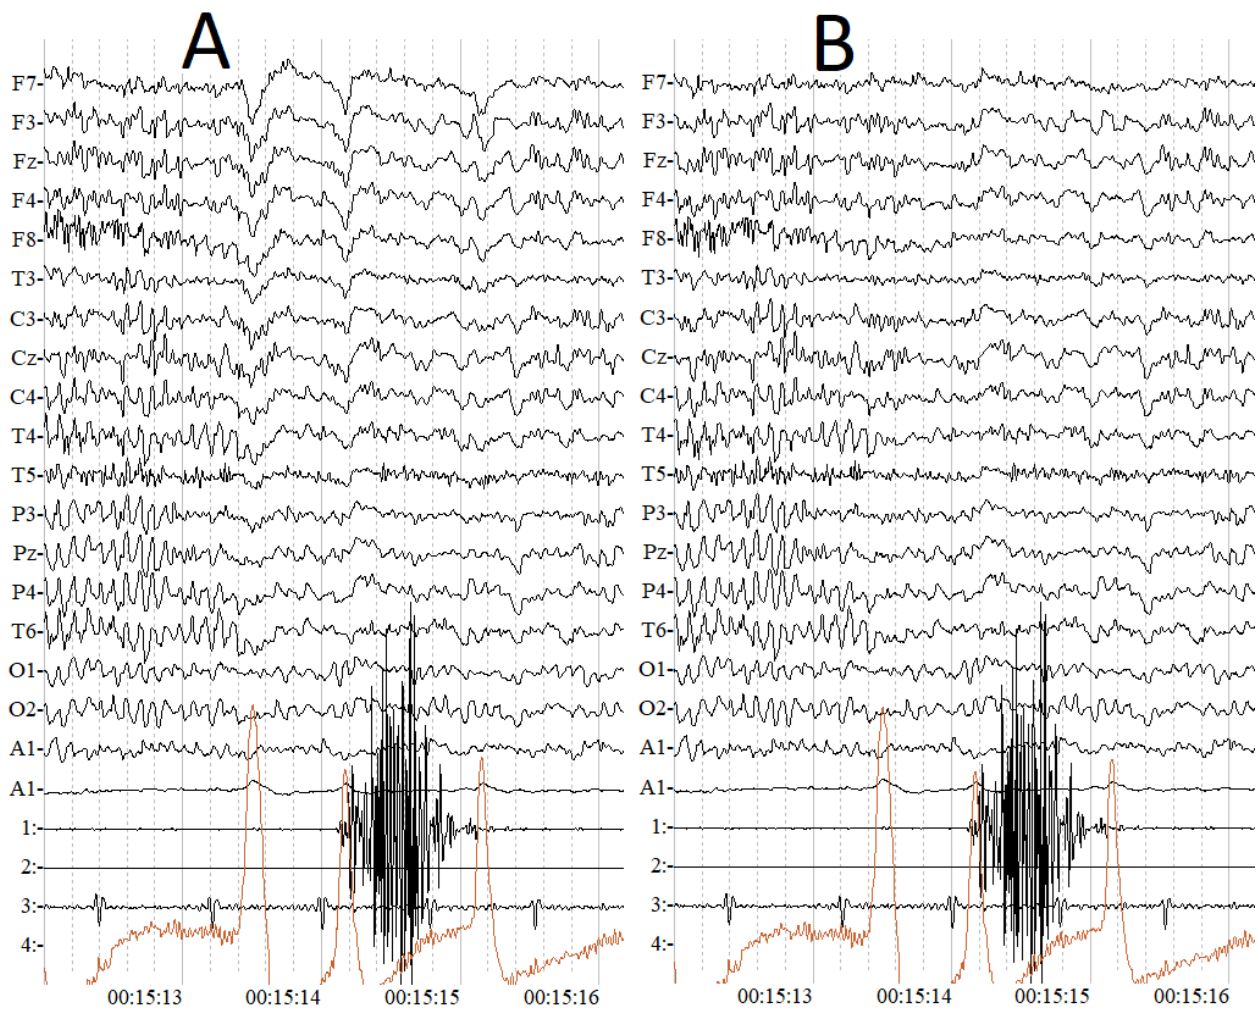 A B
F7- F7-
F3- F3-
Fz- Fz-
F4- F4-
F8- F8-
T3- T3-
C3- C3-
Cz- Cz-
C4- C4-
T4- T4-
T5- T5-
P3- P3-
Pz- Pz-
P4- P4-
T6- T6-
O1- O1-
O2- O2-
A1- A1-
A1- A1-
1:- 1:-
2:- 2:-
3:- 3:-
4:- 4:-
00:15:13 00:15:14 00:15:15 00:15:16 00:15:13 00:15:14 00:15:15 00:15:16